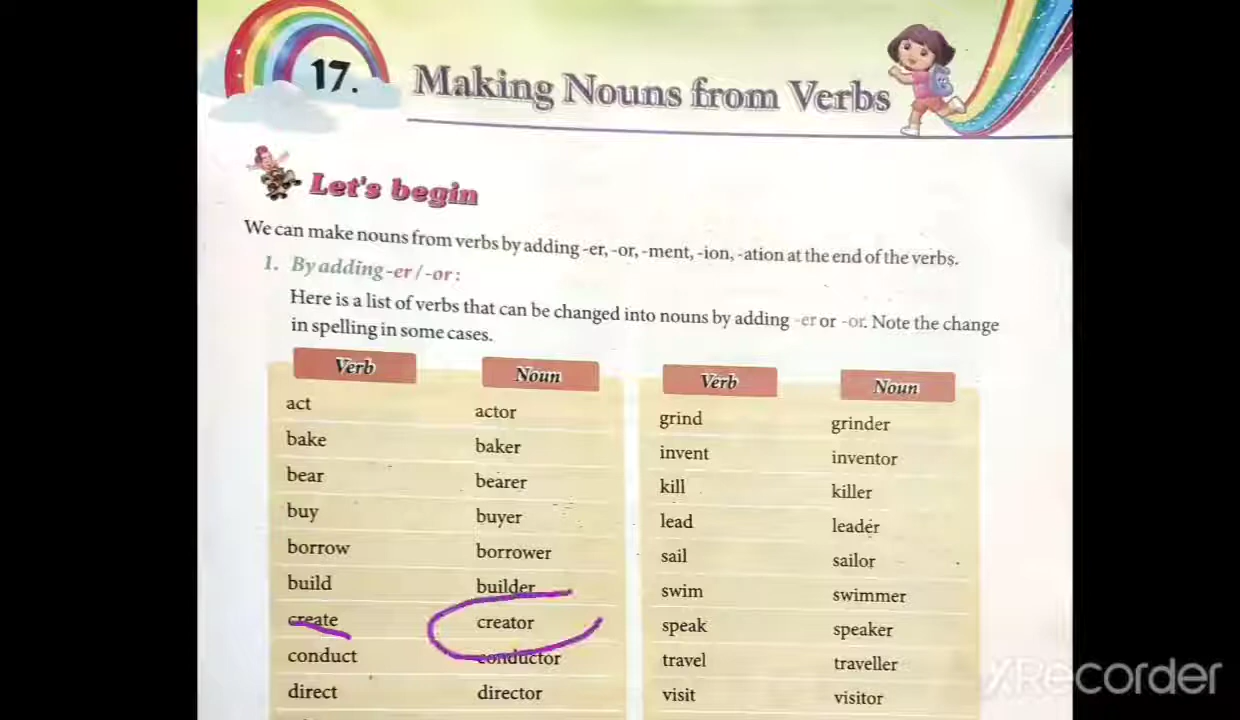 17.
Making Nouns from Verbs
Let's begin
We can make nouns from verbs by adding -er, -or, -ment, -ion, -ation at the end of the verbs.
1. By adding -er / -or :
Here is a list of verbs that can be changed into nouns by adding -er or -or. Note the change
in spelling in some cases.
Verb Noun Verb Noun
act actor grind grinder
bake baker invent inventor
bear bearer kill killer
buy buyer lead leader
borrow borrower sail sailor
build builder swim swimmer
create creator speak speaker
conduct conductor travel traveller
direct director visit visitor
XRecorder